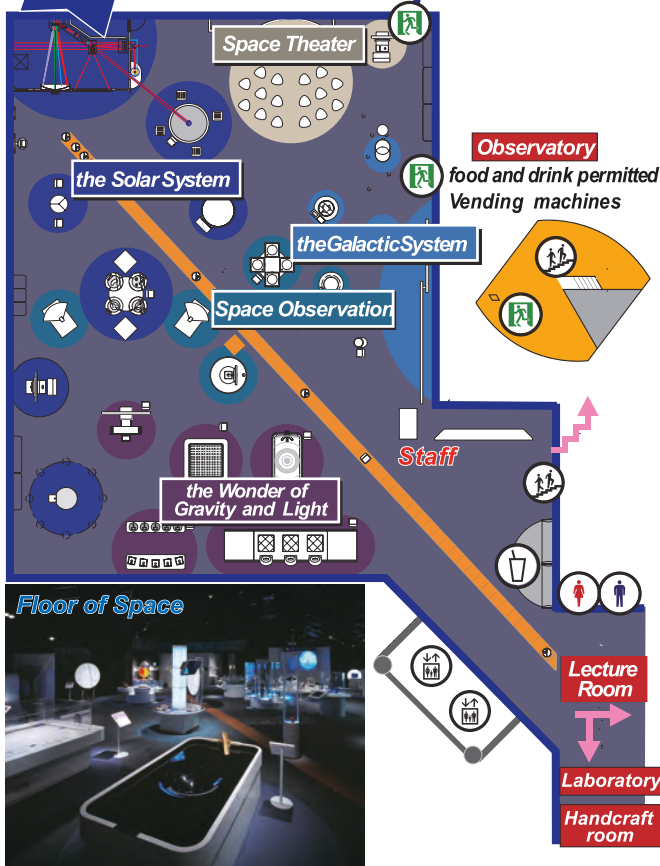 Space Theater
Observatory
food and drink permitted
Vending machines
the Solar System
theGalacticSystem
Space Observation
Staff
the Wonder of
Gravity and Light
Floor of Space
Lecture
Room
Laboratory
Handcraft
room